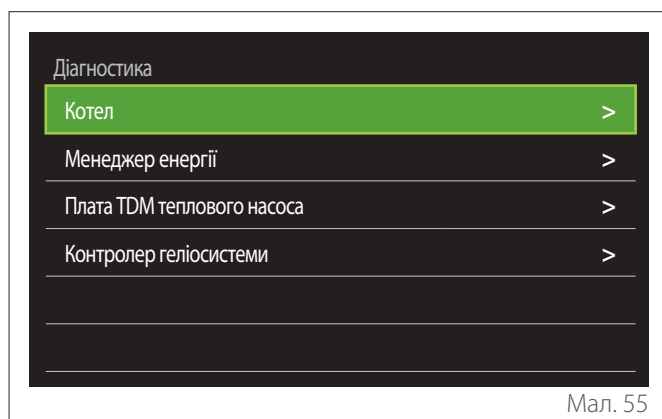 Діагностика
Котел >
Менеджер енергії >
Плата TDM теплового насоса >
Контролер геліосистеми >
Мал. 55